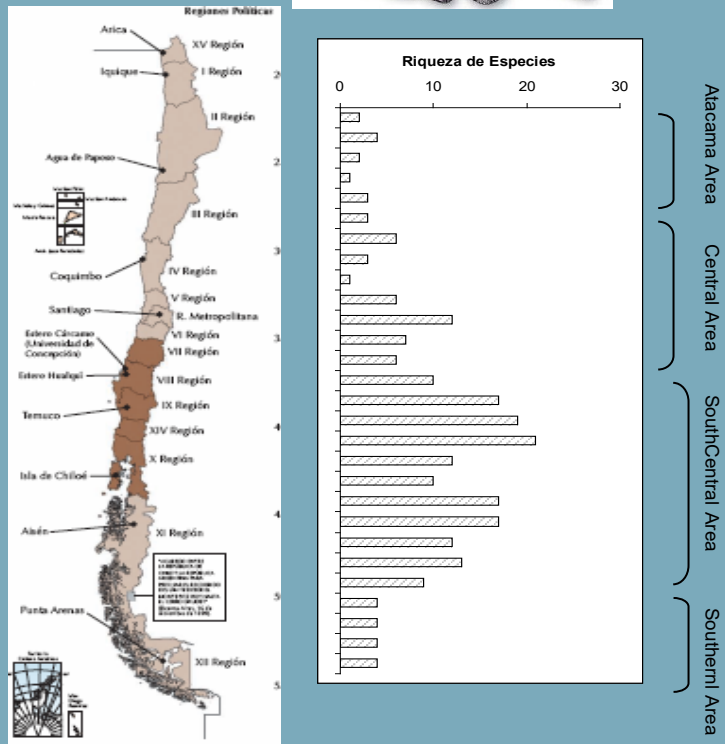 Regiones Políticas
Arica
XV Región
Iquique
I Región
II Región
Agua de Paposo
III Región
Coquimbo
IV Región
V Región
Santiago
R. Metropolitana
VI Región
Estero Cárcamo
(Universidad de
Concepción)
VII Región
Estero Hualqui
VIII Región
IX Región
Temuco
XIV Región
X Región
Isla de Chiloé
XI Región
Aisén
Punta Arenas
XII Región
Riqueza de Especies
0 10 20 30
Atacama Area
Central Area
SouthCentral Area
Southernl Area